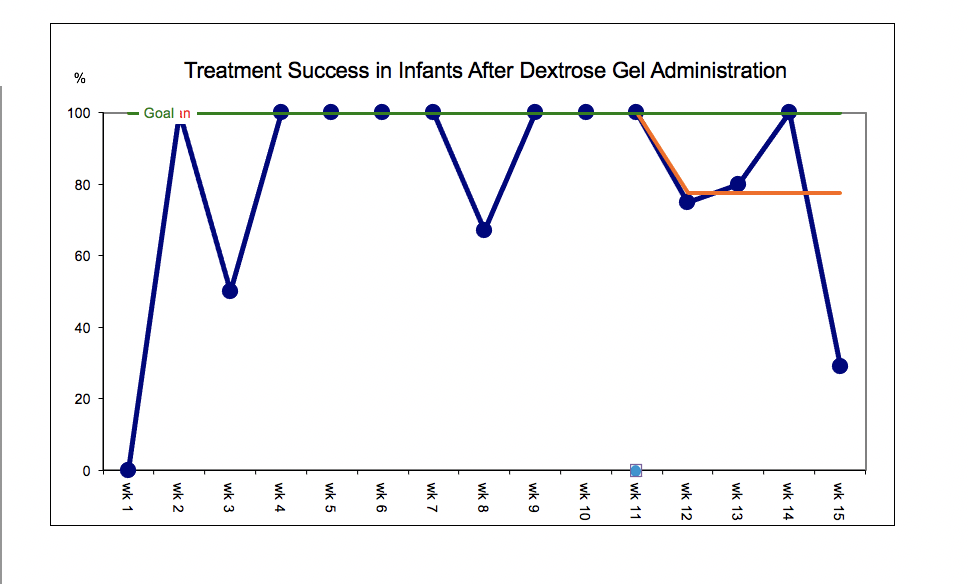 Treatment Success in Infants After Dextrose Gel Administration
%
100
Goal
80
60
40
20
0
wk 1
wk 2
wk 3
wk 4
wk 5
wk 6
wk 7
wk 8
wk 9
wk 10
wk 11
wk 12
wk 13
wk 14
wk 15